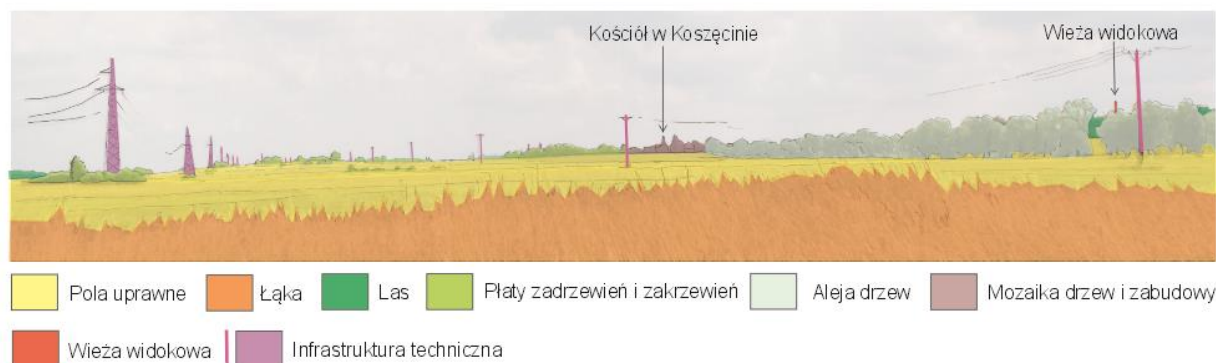 Kościół w Koszęcinie
Wieża widokowa
Pola uprawne
Łąka
Las
Płaty zadrzewień i zakrzewień
Aleja drzew
Mozaika drzew i zabudowy
Wieża widokowa
Infrastruktura techniczna